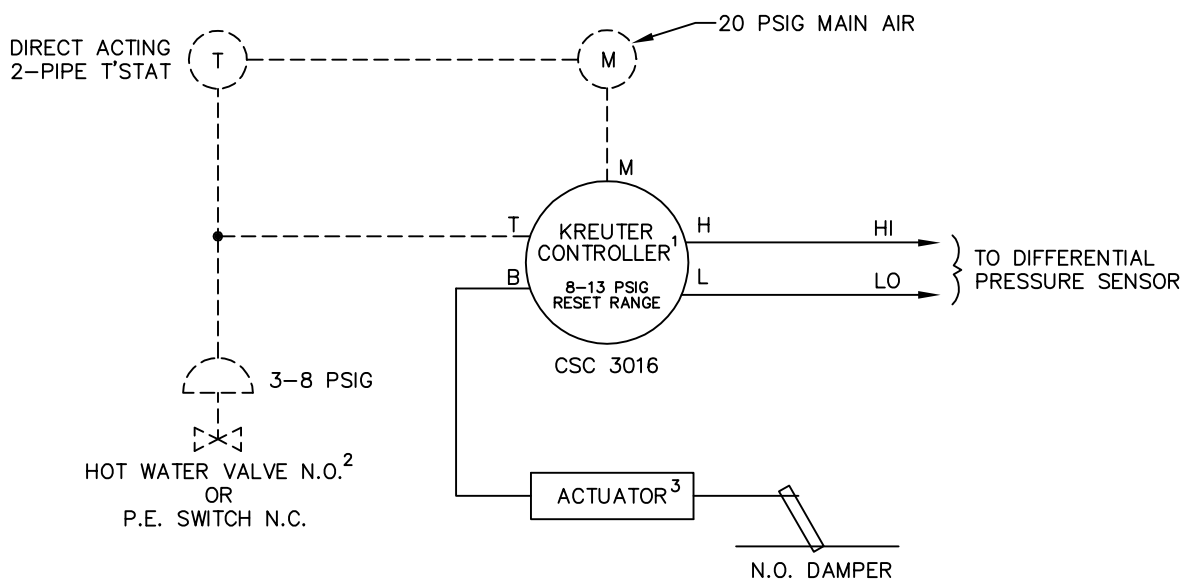 20 PSIG MAIN AIR
DIRECT ACTING
2-PIPE T'STAT
T
M
M
T
KREUTER
CONTROLLER¹
8-13 PSIG
RESET RANGE
H
HI
B
L
LO
TO DIFFERENTIAL
PRESSURE SENSOR
CSC 3016
3-8 PSIG
HOT WATER VALVE N.O.²
OR
P.E. SWITCH N.C.
ACTUATOR³
N.O. DAMPER